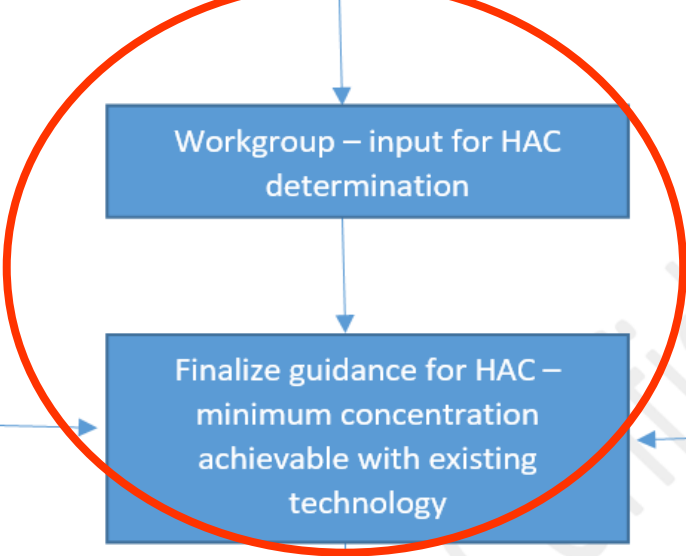 Workgroup – input for HAC
determination
Finalize guidance for HAC –
minimum concentration
achievable with existing
technology